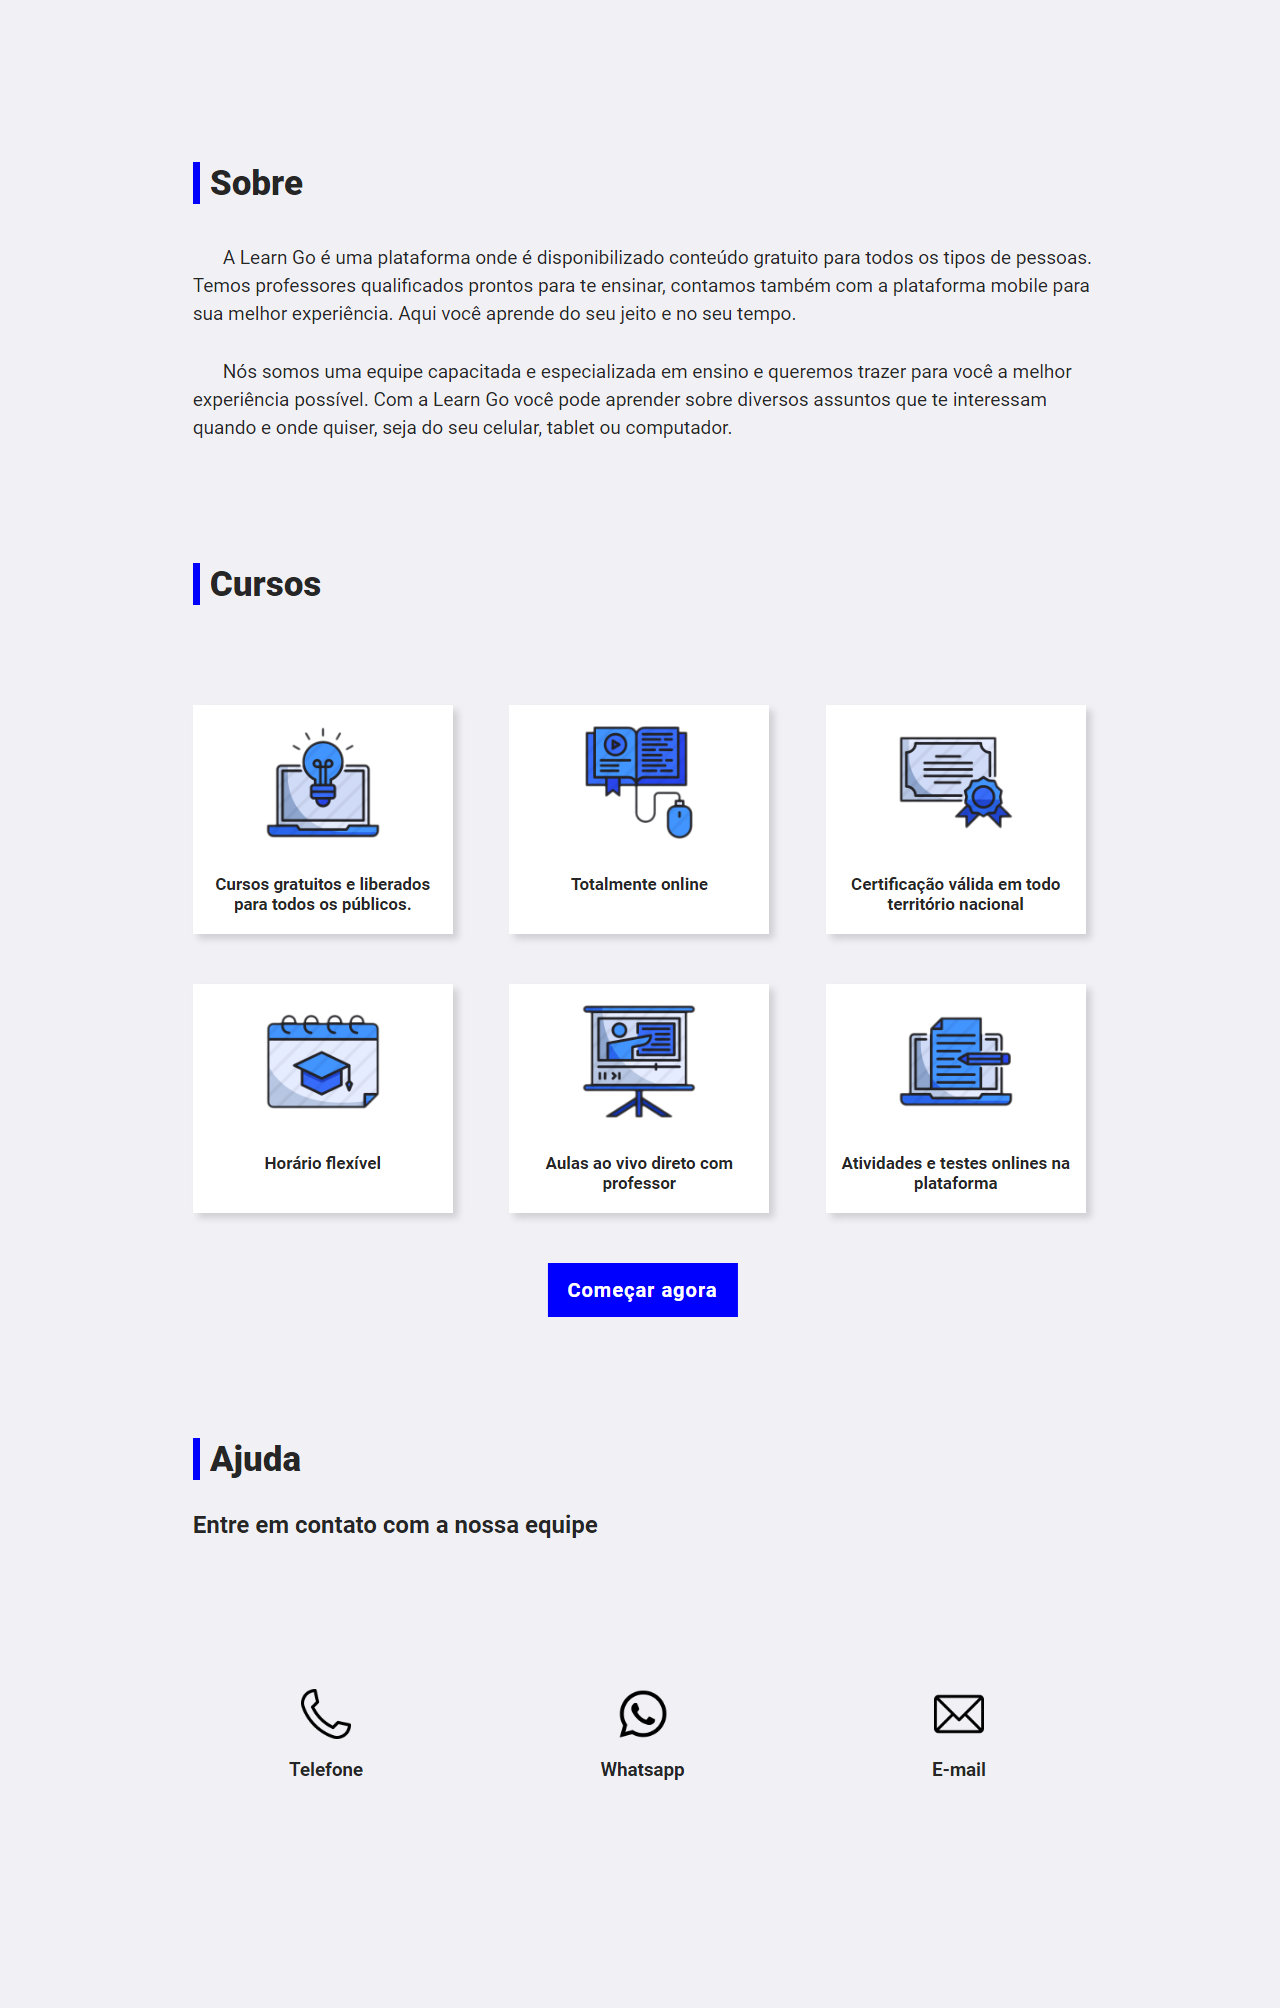 Sobre
A Learn Go é uma plataforma onde é disponibilizado conteúdo gratuito para todos os tipos de pessoas.
Temos professores qualificados prontos para te ensinar, contamos também com a plataforma mobile para
sua melhor experiência. Aqui você aprende do seu jeito e no seu tempo.
Nós somos uma equipe capacitada e especializada em ensino e queremos trazer para você a melhor
experiência possível. Com a Learn Go você pode aprender sobre diversos assuntos que te interessam
quando e onde quiser, seja do seu celular, tablet ou computador.
Cursos
Cursos gratuitos e liberados
para todos os públicos.
Totalmente online
Certificação válida em todo
território nacional
Horário flexível
Aulas ao vivo direto com
professor
Atividades e testes onlines na
plataforma
Começar agora
Ajuda
Entre em contato com a nossa equipe
Telefone
Whatsapp
E-mail